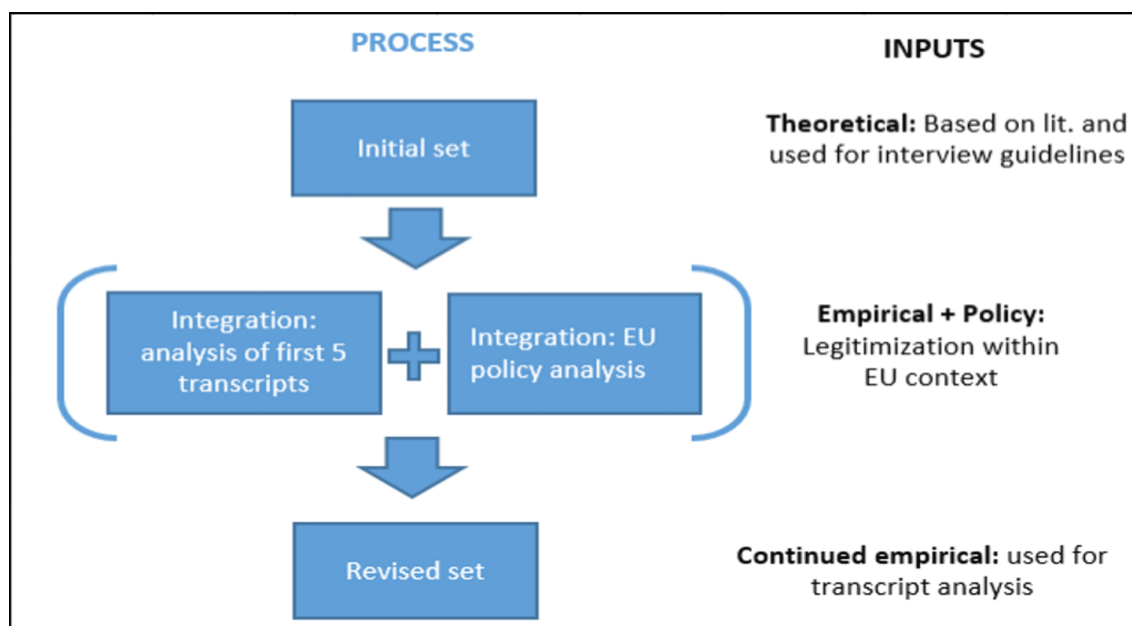 PROCESS
INPUTS
Initial set
Theoretical: Based on lit. and
used for interview guidelines
Integration:
analysis of first 5
transcripts
Integration: EU
policy analysis
Empirical + Policy:
Legitimization within
EU context
Revised set
Continued empirical: used for
transcript analysis